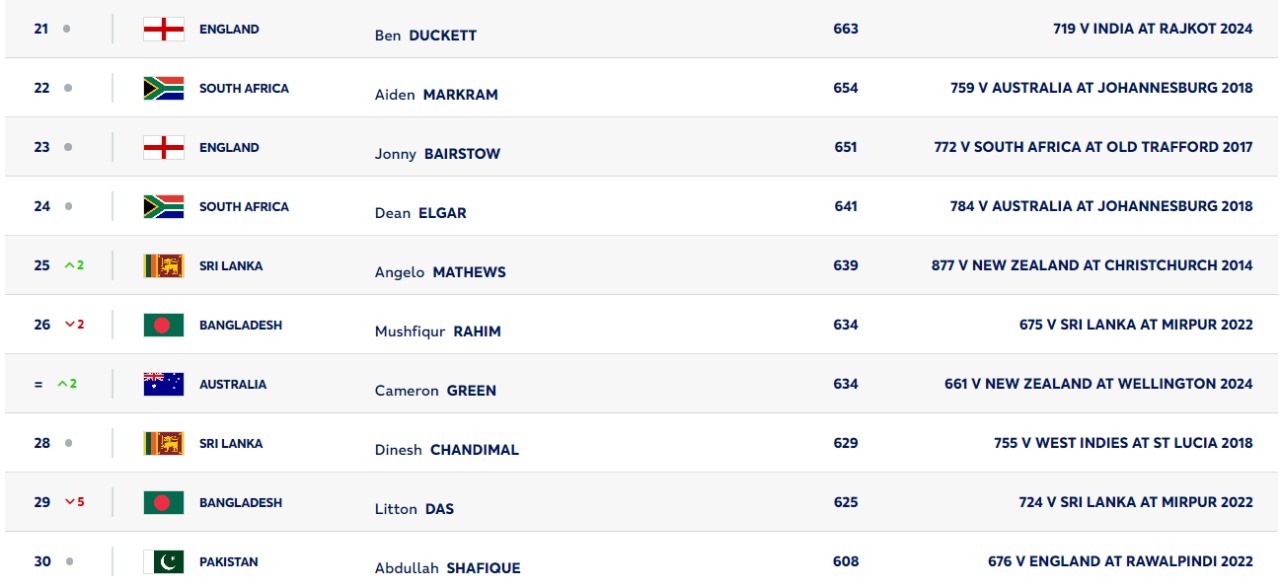 21 ENGLAND Ben DUCKETT 663 719 V INDIA AT RAJKOT 2024
22 SOUTH AFRICA Aiden MARKRAM 654 759 V AUSTRALIA AT JOHANNESBURG 2018
23 ENGLAND Jonny BAIRSTOW 651 772 V SOUTH AFRICA AT OLD TRAFFORD 2017
24 SOUTH AFRICA Dean ELGAR 641 784 V AUSTRALIA AT JOHANNESBURG 2018
25 2 SRI LANKA Angelo MATHEWS 639 877 V NEW ZEALAND AT CHRISTCHURCH 2014
26 2 BANGLADESH Mushfiqur RAHIM 634 675 V SRI LANKA AT MIRPUR 2022
= 2 AUSTRALIA Cameron GREEN 634 661 V NEW ZEALAND AT WELLINGTON 2024
28 SRI LANKA Dinesh CHANDIMAL 629 755 V WEST INDIES AT ST LUCIA 2018
29 5 BANGLADESH Litton DAS 625 724 V SRI LANKA AT MIRPUR 2022
30 PAKISTAN Abdullah SHAFIQUE 608 676 V ENGLAND AT RAWALPINDI 2022